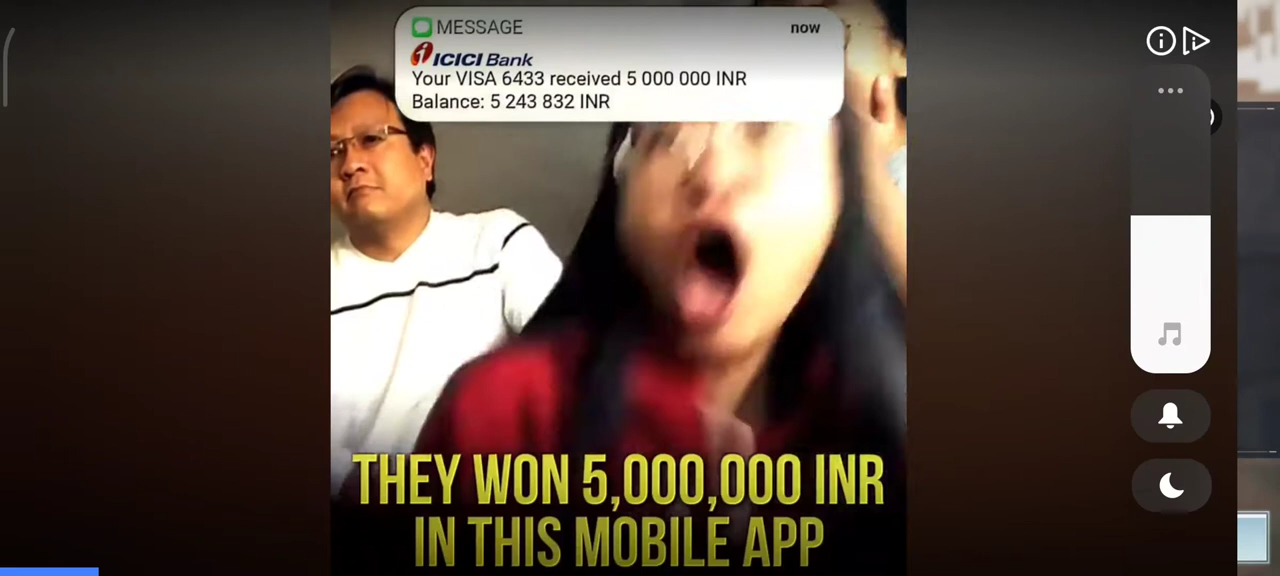 MESSAGE
now
ICICI Bank
Your VISA 6433 received 5 000 000 INR
Balance: 5 243 832 INR
THEY WON 5,000,000 INR
IN THIS MOBILE APP